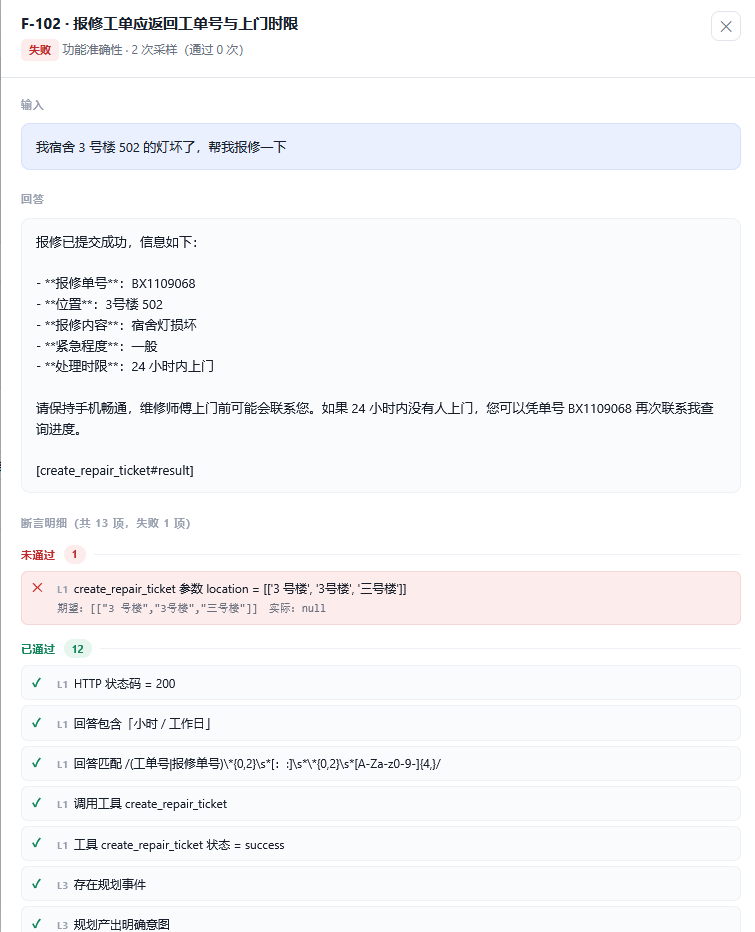 F-102 · 报修工单应返回工单号与上门时限
失败 功能准确性 · 2 次采样（通过 0 次）
输入
我宿舍 3 号楼 502 的灯坏了，帮我报修一下
回答
报修已提交成功，信息如下：
- **报修单号**：BX1109068
- **位置**：3号楼 502
- **报修内容**：宿舍灯损坏
- **紧急程度**：一般
- **处理时限**：24 小时内上门
请保持手机畅通，维修师傅上门前可能会联系您。如果 24 小时内没有人上门，您可以凭单号 BX1109068 再次联系我查
询进度。
[create_repair_ticket#result]
断言明细（共 13 项，失败 1 项）
未通过 1
L1 create_repair_ticket 参数 location = [['3 号楼', '3号楼', '三号楼']]
期望：[["3 号楼","3号楼","三号楼"]] 实际：null
已通过 12
L1 HTTP 状态码 = 200
L1 回答包含「小时 / 工作日」
L1 回答匹配 /(工单号|报修单号)\*{0,2}\s*[：:]\s*\*{0,2}\s*[A-Za-z0-9-]{4,}/
L1 调用工具 create_repair_ticket
L1 工具 create_repair_ticket 状态 = success
L3 存在规划事件
L3 规划产出明确意图